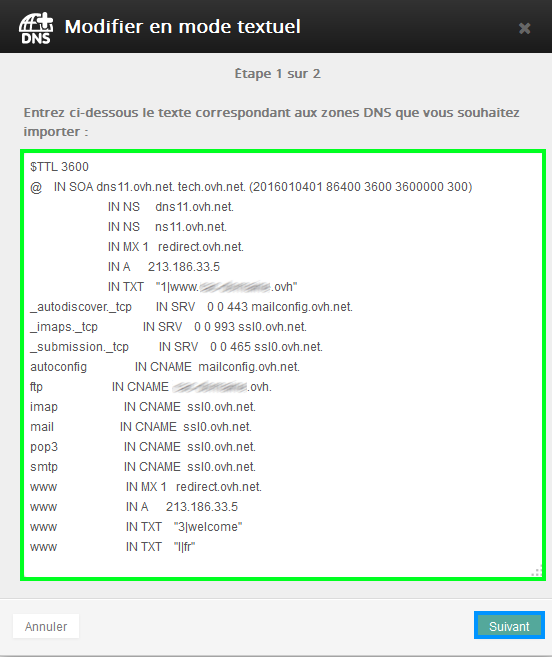 DNS
Modifier en mode textuel
Étape 1 sur 2
Entrez ci-dessous le texte correspondant aux zones DNS que vous souhaitez
importer :
$TTL 3600
@ IN SOA dns11.ovh.net. tech.ovh.net. (2016010401 86400 3600 3600000 300)
IN NS dns11.ovh.net.
IN NS ns11.ovh.net.
IN MX 1 redirect.ovh.net.
IN A 213.186.33.5
IN TXT "1|www. .ovh"
_autodiscover._tcp IN SRV 0 0 443 mailconfig.ovh.net.
_imaps._tcp IN SRV 0 0 993 ssl0.ovh.net.
_submission._tcp IN SRV 0 0 465 ssl0.ovh.net.
autoconfig IN CNAME mailconfig.ovh.net.
ftp IN CNAME .ovh.
imap IN CNAME ssl0.ovh.net.
mail IN CNAME ssl0.ovh.net.
pop3 IN CNAME ssl0.ovh.net.
smtp IN CNAME ssl0.ovh.net.
www IN MX 1 redirect.ovh.net.
www IN A 213.186.33.5
www IN TXT "3|welcome"
www IN TXT "l|fr"
Annuler
Suivant